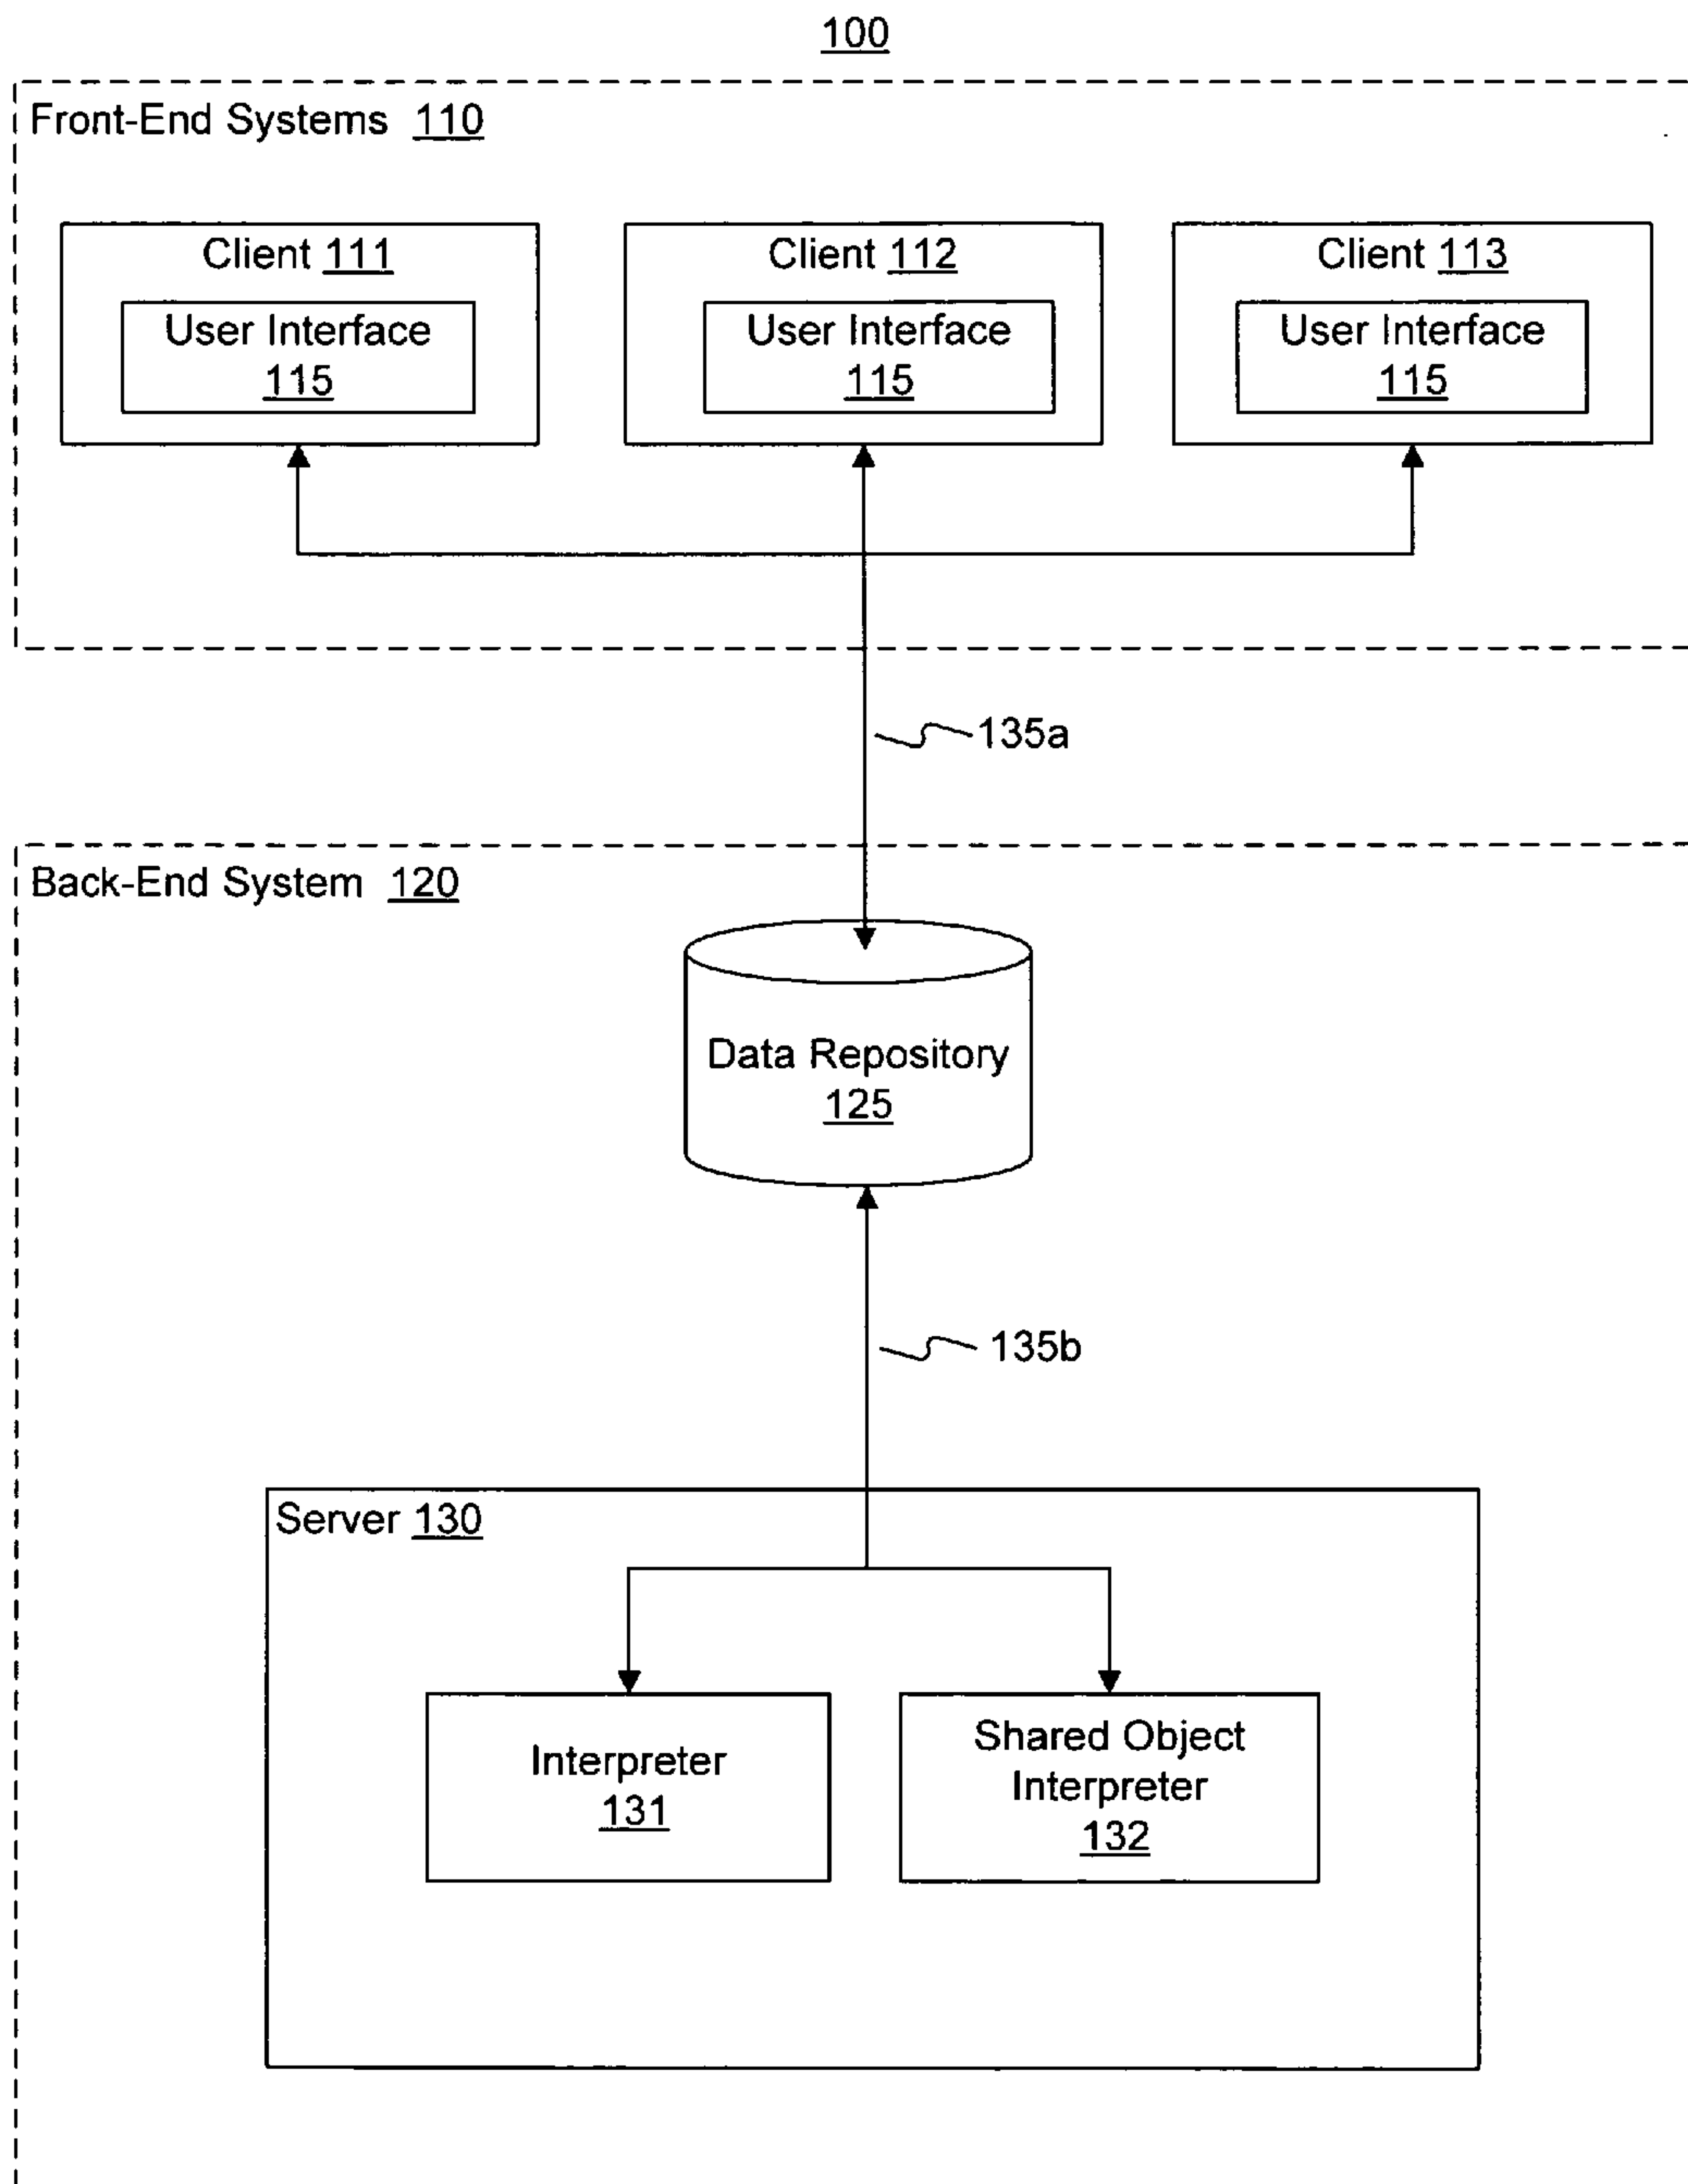 100
Front-End Systems 110
Client 111
User Interface
115
Client 112
User Interface
115
Client 113
User Interface
115
135a
Back-End System 120
Data Repository
125
135b
Server 130
Interpreter
131
Shared Object
Interpreter
132